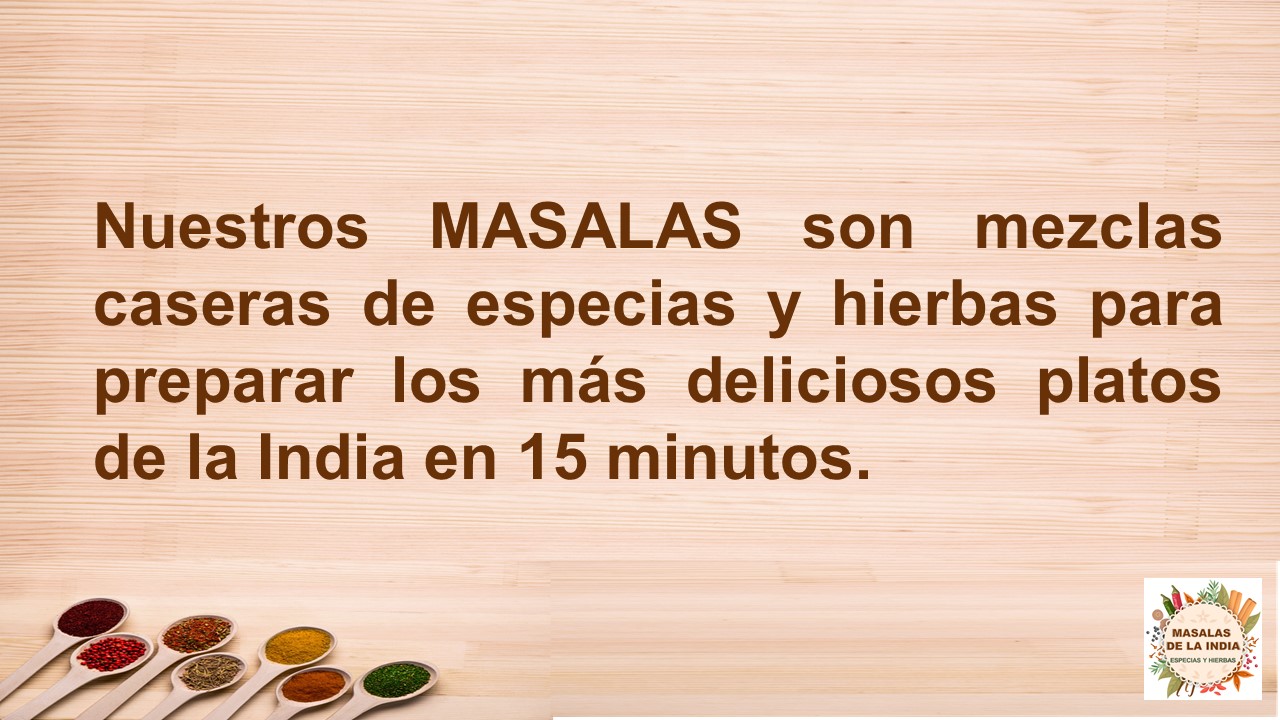 Nuestros MASALAS son mezclas
caseras de especias y hierbas para
preparar los más deliciosos platos
de la India en 15 minutos.
MASALAS
DE LA INDIA
ESPECIAS Y HIERBAS